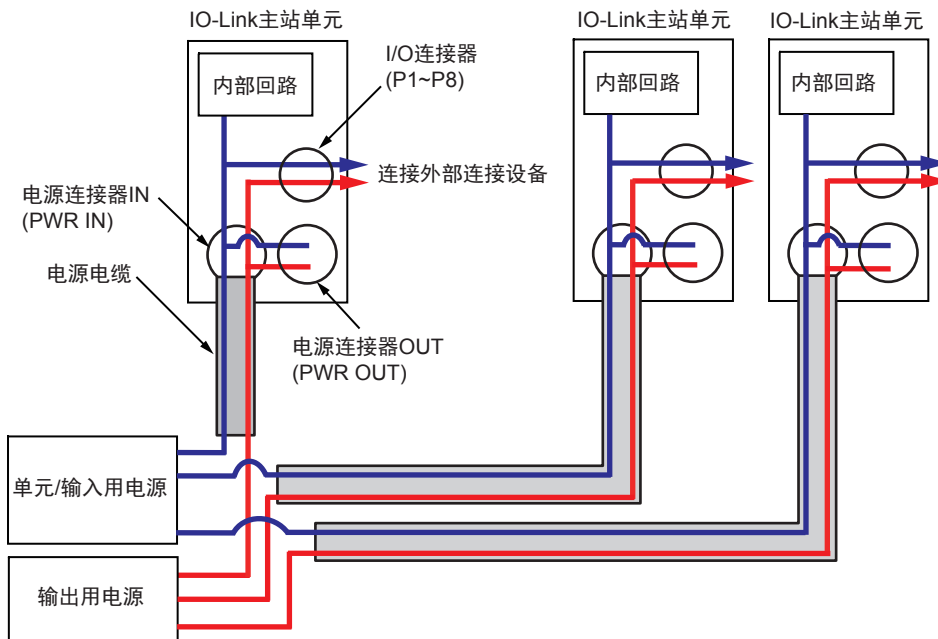 IO-Link主站单元
IO-Link主站单元
IO-Link主站单元
I/O连接器
(P1~P8)
内部回路
内部回路
内部回路
连接外部连接设备
电源连接器IN
(PWR IN)
电源电缆
电源连接器OUT
(PWR OUT)
单元/输入用电源
输出用电源